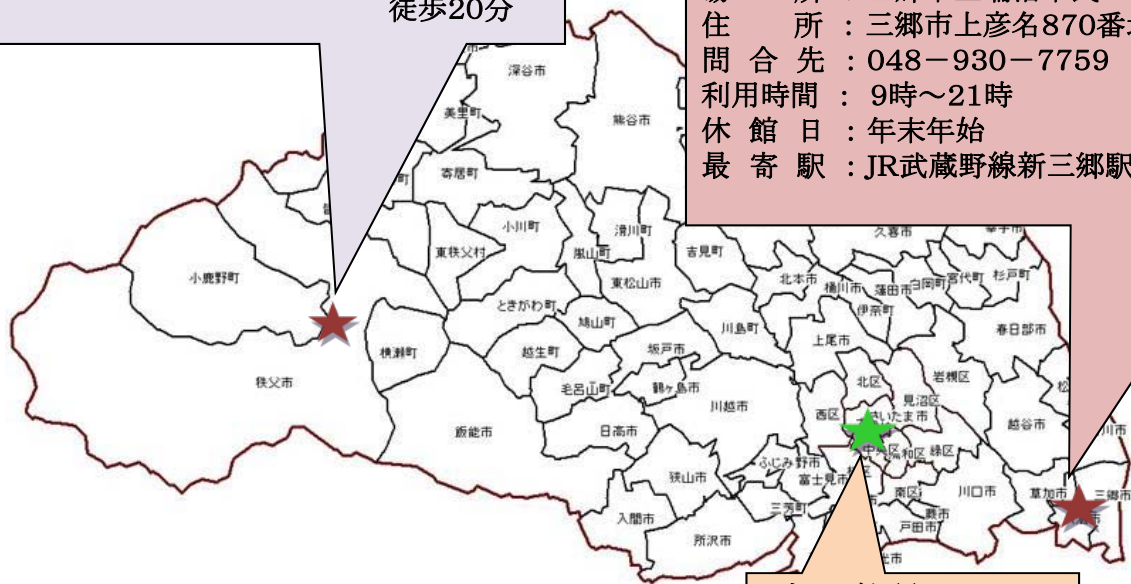 徒歩20分
住 所 : 三郷市上彦名870番
問 合 先 : 048-930-7759
利用時間 : 9時～21時
休 館 日 : 年末年始
最 寄 駅 : JR武蔵野線新三郷駅
深谷市
美里町
熊谷市
寄居町
久喜市
幸手市
小川町
滑川町
東秩父村
嵐山町
吉見町
小鹿野町
東松山市
北本市
桶川市
蓮田市
白岡町
宮代町
杉戸町
ときがわ町
伊奈町
鳩山町
川島町
春日部市
横瀬町
越生町
坂戸市
上尾市
秩父市
毛呂山町
鶴ヶ島市
北区
岩槻区
川越市
見沼区
西区
さいたま市
越谷市
飯能市
日高市
中央区
緑区
川市
ふじみ野市
狭山市
富士見市
南区
川口市
草加市
三郷市
三芳町
蕨市
入間市
戸田市
所沢市